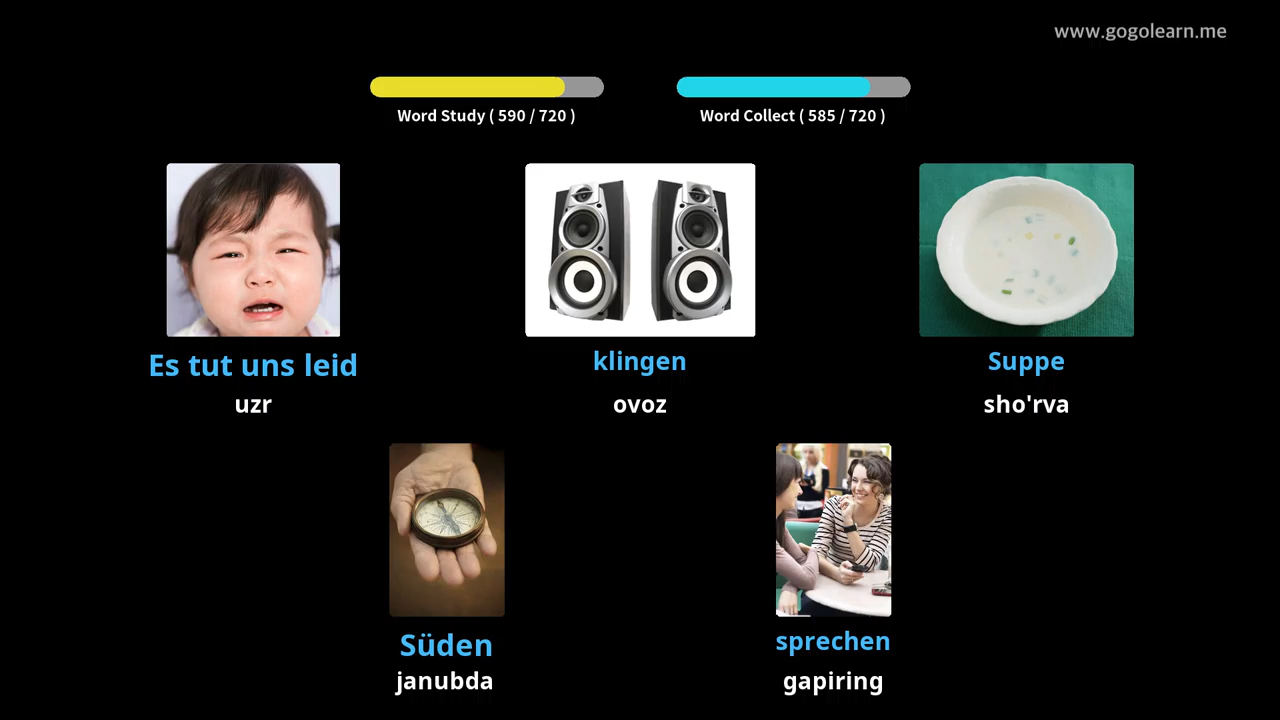 www.gogolearn.me
Word Study ( 590 / 720 )
Word Collect ( 585 / 720 )
Es tut uns leid
klingen
Suppe
uzr
ovoz
sho'rva
Süden
sprechen
janubda
gapiring